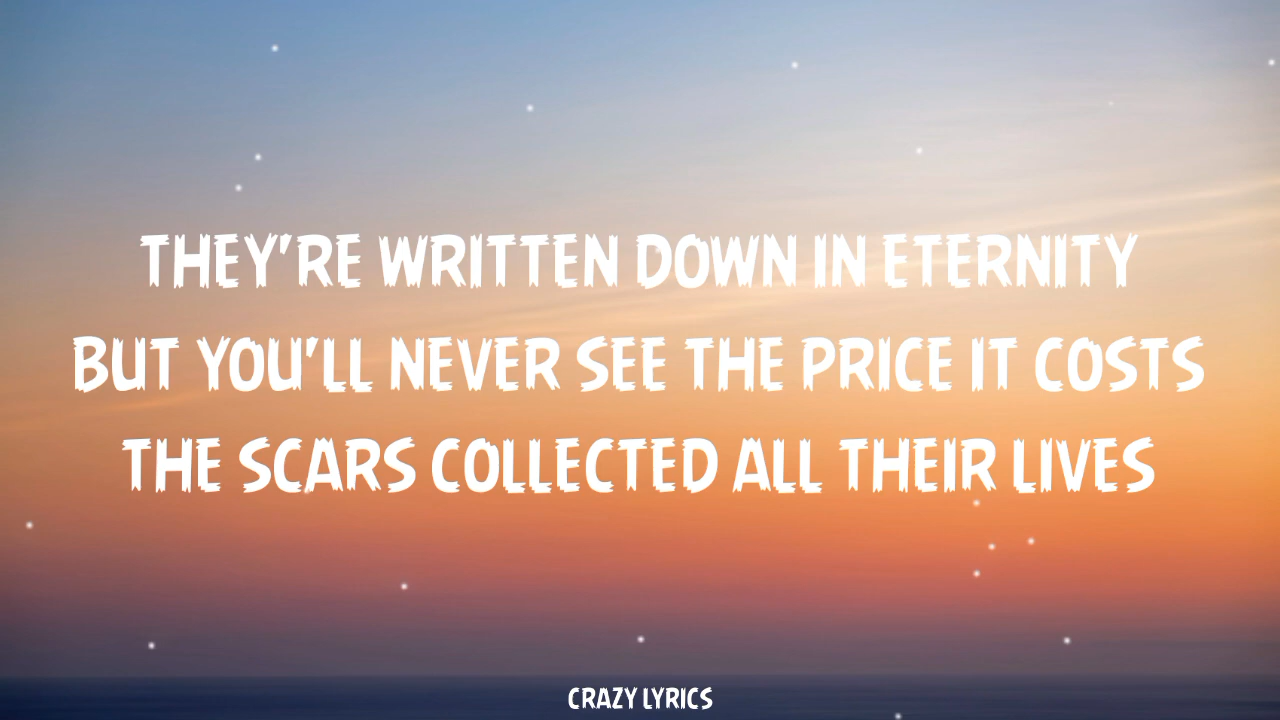 THEY'RE WRITTEN DOWN IN ETERNITY
BUT YOU'LL NEVER SEE THE PRICE IT COSTS
THE SCARS COLLECTED ALL THEIR LIVES
CRAZY LYRICS